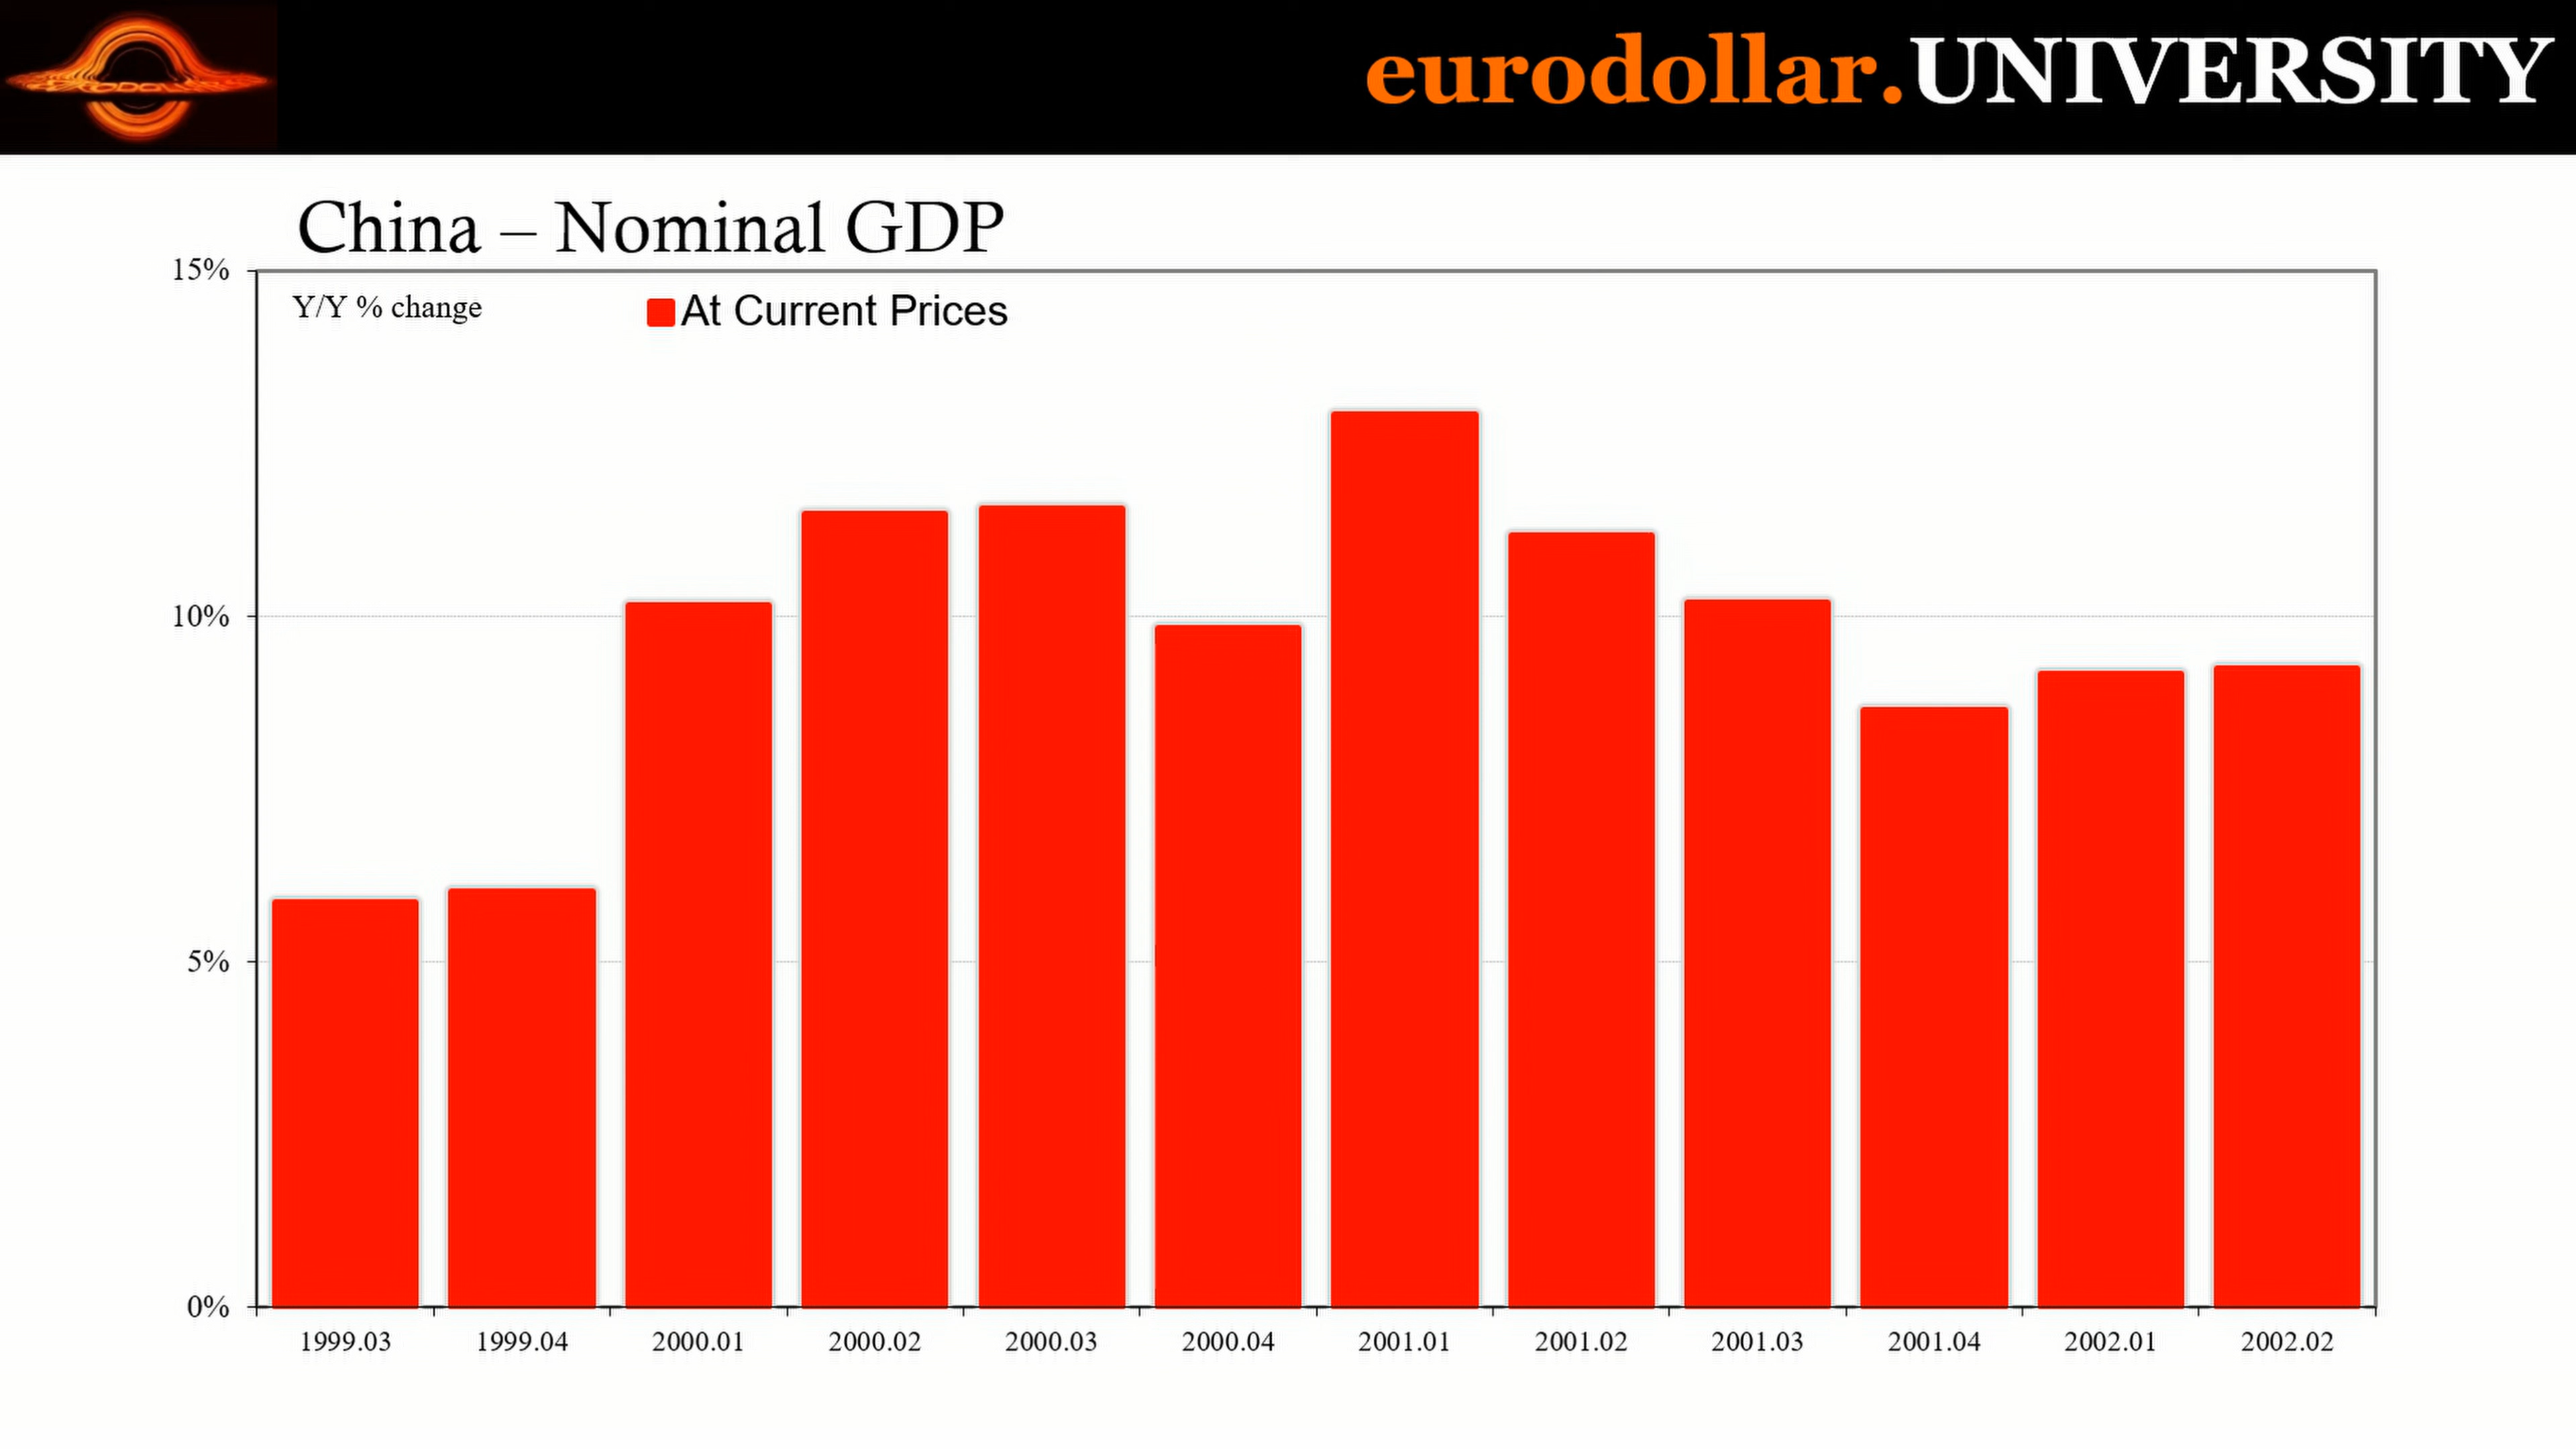 eurodollar.UNIVERSITY
China – Nominal GDP
15%
Y/Y % change
At Current Prices
10%
5%
0%
1999.03 1999.04 2000.01 2000.02 2000.03 2000.04 2001.01 2001.02 2001.03 2001.04 2002.01 2002.02